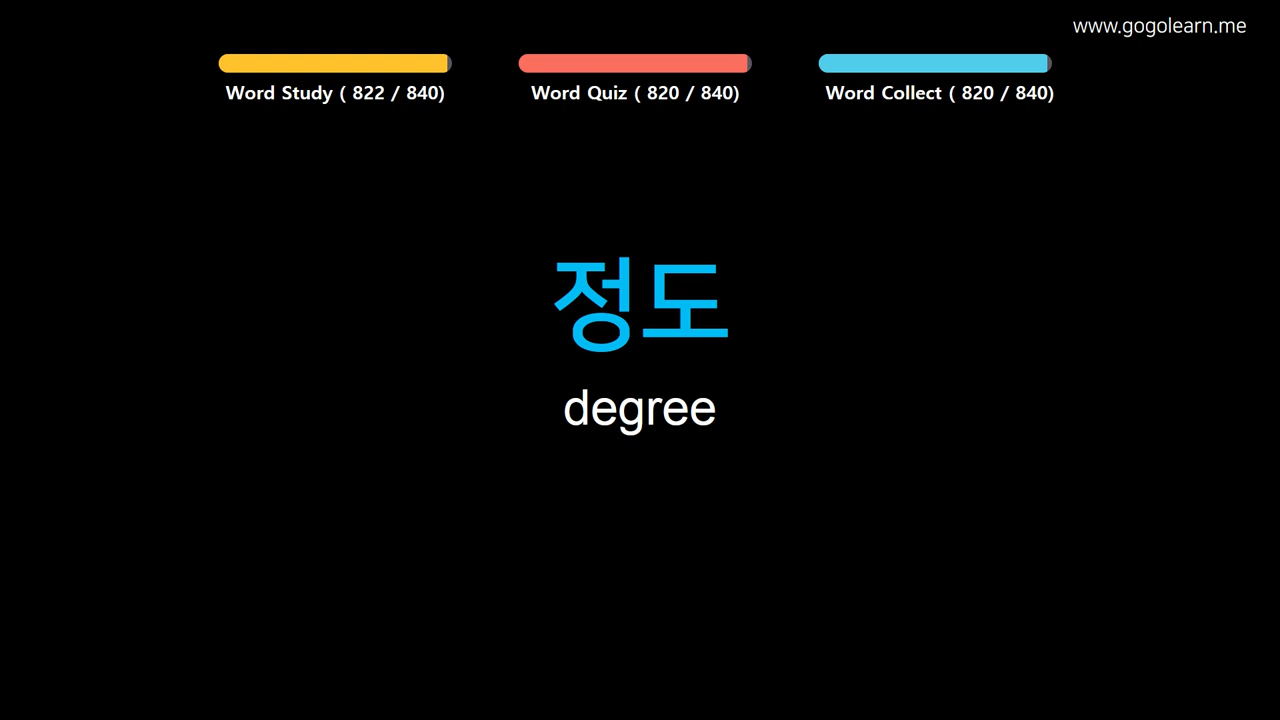 www.gogolearn.me
Word Study ( 822 / 840)
Word Quiz ( 820 / 840)
Word Collect ( 820 / 840)
정도
degree